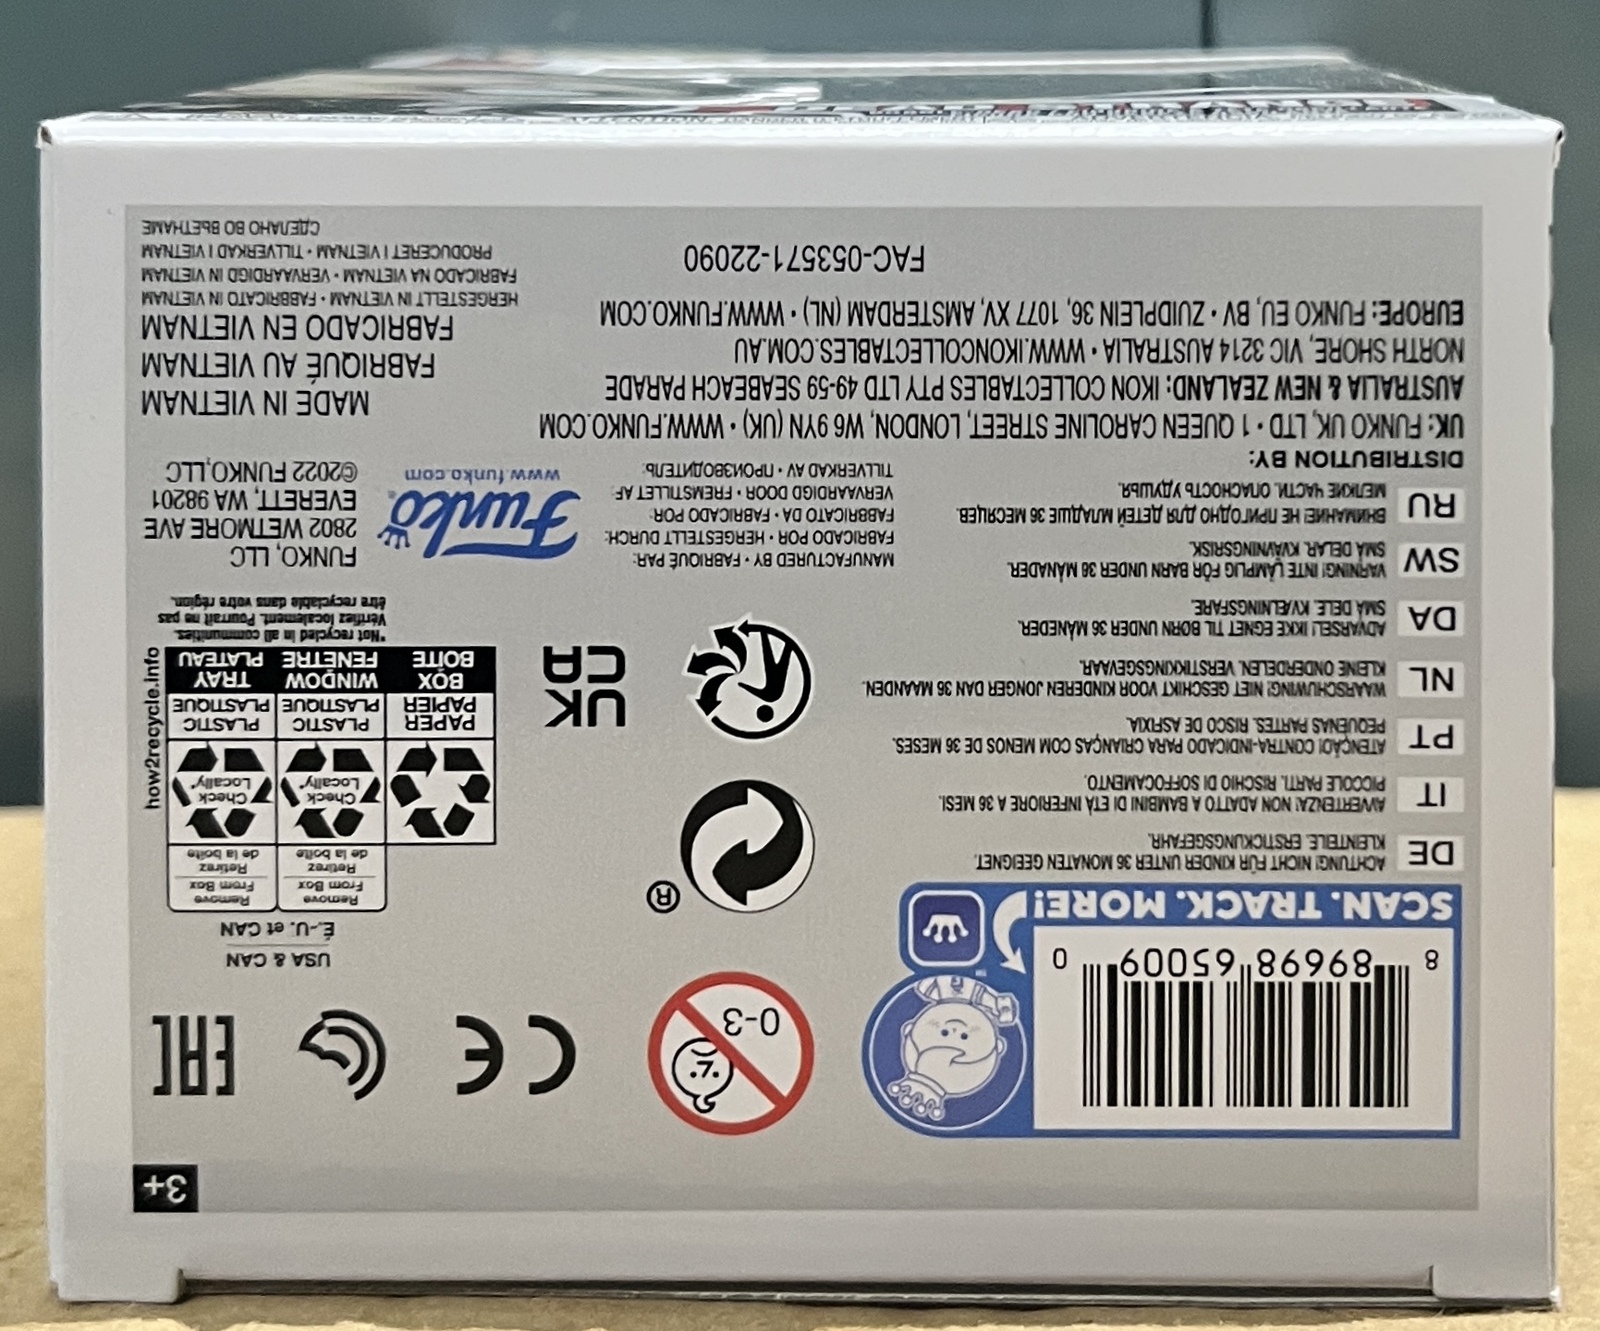 3+
8 89698 65009 0
SCAN. TRACK. MORE!
0-3
CE
EAC
DE
ACHTUNG! NICHT FÜR KINDER UNTER 36 MONATEN GEEIGNET.
KLEINTEILE. ERSTICKUNGSGEFAHR.
IT
AVVERTENZA! NON ADATTO A BAMBINI DI ETÀ INFERIORE A 36 MESI.
PICCOLE PARTI. RISCHIO DI SOFFOCAMENTO.
PT
ATENÇÃO! CONTRA-INDICADO PARA CRIANÇAS COM MENOS DE 36 MESES.
PEQUENAS PARTES. RISCO DE ASFIXIA.
NL
WAARSCHUWING! NIET GESCHIKT VOOR KINDEREN JONGER DAN 36 MAANDEN.
KLEINE ONDERDELEN. VERSTIKKINGSGEVAAR.
DA
ADVARSEL! IKKE EGNET TIL BØRN UNDER 36 MÅNEDER.
SMÅ DELE. KVÆLNINGSFARE.
SW
VARNING! INTE LÄMPLIG FÖR BARN UNDER 36 MÅNADER.
SMÅ DELAR. KVÄVNINGSRISK.
RU
ВНИМАНИЕ! НЕ ПРИГОДНО ДЛЯ ДЕТЕЙ МЛАДШЕ 36 МЕСЯЦЕВ.
МЕЛКИЕ ЧАСТИ. ОПАСНОСТЬ УДУШЬЯ.
®
UK
CA
USA & CAN
É.-U. et CAN
Remove
From Box
Retirez
de la boîte
Check
Locally*
PLASTIC
PLASTIQUE
TRAY
PLATEAU
Remove
From Box
Retirez
de la boîte
Check
Locally*
PLASTIC
PLASTIQUE
WINDOW
FENÊTRE
PAPER
PAPIER
BOX
BOÎTE
how2recycle.info
*Not recycled in all communities.
Vérifiez localement. Pourrait ne pas
être recyclable dans votre région.
MANUFACTURED BY • FABRIQUÉ PAR:
FABRICADO POR • HERGESTELLT DURCH:
FABBRICATO DA • FABRICADO POR:
VERVAARDIGD DOOR • FREMSTILLET AF:
TILLVERKAD AV • ПРОИЗВОДИТЕЛЬ:
Funko®
www.funko.com
FUNKO, LLC
2802 WETMORE AVE
EVERETT, WA 98201
©2022 FUNKO,LLC
DISTRIBUTION BY:
UK: FUNKO UK, LTD • 1 QUEEN CAROLINE STREET, LONDON, W6 9YN (UK) • WWW.FUNKO.COM
AUSTRALIA & NEW ZEALAND: IKON COLLECTABLES PTY LTD 49-59 SEABEACH PARADE
NORTH SHORE, VIC 3214 AUSTRALIA • WWW.IKONCOLLECTABLES.COM.AU
EUROPE: FUNKO EU, BV • ZUIDPLEIN 36, 1077 XV, AMSTERDAM (NL) • WWW.FUNKO.COM
FAC-053571-22090
MADE IN VIETNAM
FABRIQUÉ AU VIETNAM
FABRICADO EN VIETNAM
HERGESTELLT IN VIETNAM • FABBRICATO IN VIETNAM
FABRICADO NA VIETNAM • VERVAARDIGD IN VIETNAM
PRODUCERET I VIETNAM • TILLVERKAD I VIETNAM
СДЕЛАНО ВО ВЬЕТНАМЕ